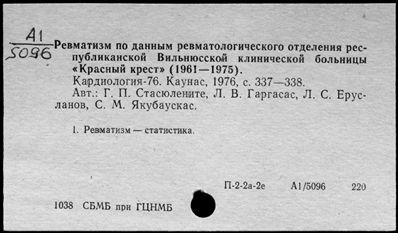 А1
5096
Ревматизм по данным ревматологического отделения рес-
публиканской Вильнюсской клинической больницы
«Красный крест» (1961—1975).
Кардиология-76. Каунас, 1976, с. 337—338.
Авт.: Г. П. Стасюлените, Л. В. Гаргасас, Л. С. Ерус-
ланов, С. М. Якубаускас.
1. Ревматизм — статистика.
П-2-2а-2е А1/5096 220
1038 СБМБ при ГЦНМБ